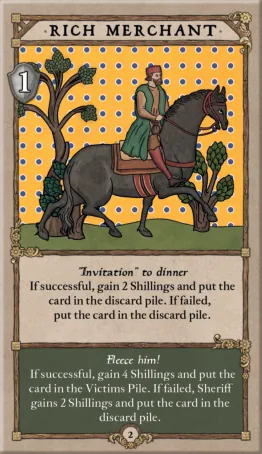 · RICH MERCHANT ·
1
"Invitation" to dinner
If successful, gain 2 Shillings and put the
card in the discard pile. If failed,
put the card in the discard pile.
Fleece him!
If successful, gain 4 Shillings and put the
card in the Victims Pile. If failed, Sheriff
gains 2 Shillings and put the card in the
discard pile.
2